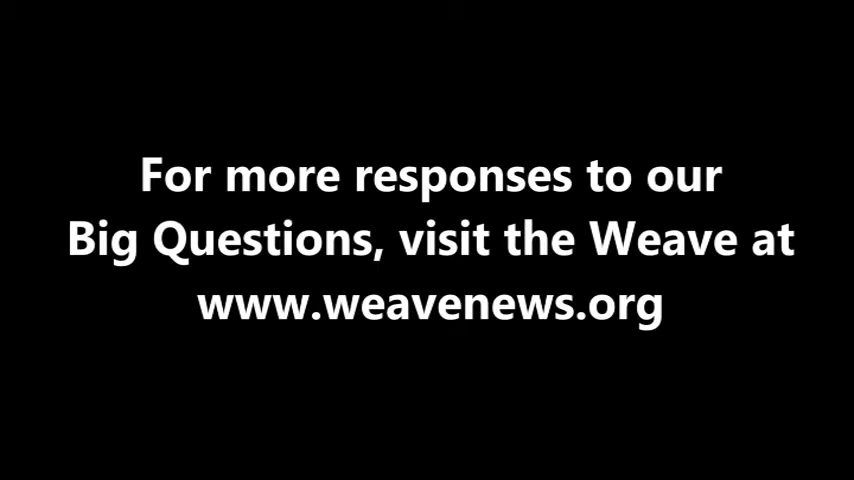 For more responses to our
Big Questions, visit the Weave at
www.weavenews.org